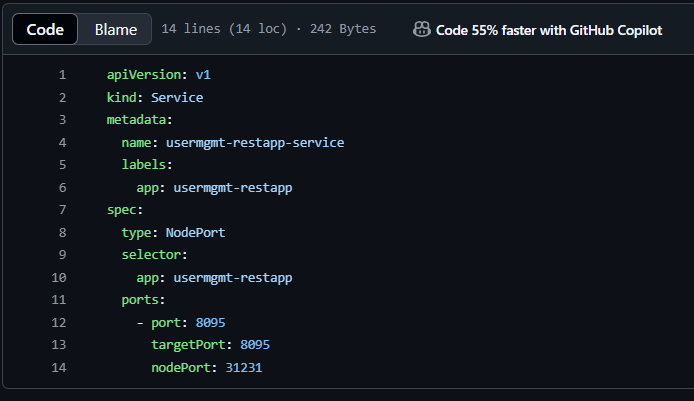 Code Blame 14 lines (14 loc) · 242 Bytes Code 55% faster with GitHub Copilot
1 apiVersion: v1
2 kind: Service
3 metadata:
4   name: usermgmt-restapp-service
5   labels:
6     app: usermgmt-restapp
7 spec:
8   type: NodePort
9   selector:
10     app: usermgmt-restapp
11   ports:
12     - port: 8095
13       targetPort: 8095
14       nodePort: 31231